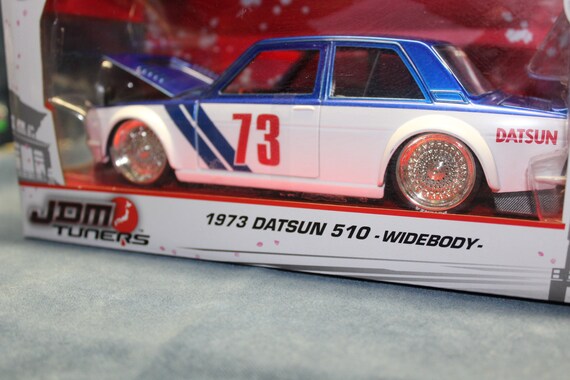 73
DATSUN
JDM
TUNERS
1973 DATSUN 510 -WIDEBODY-